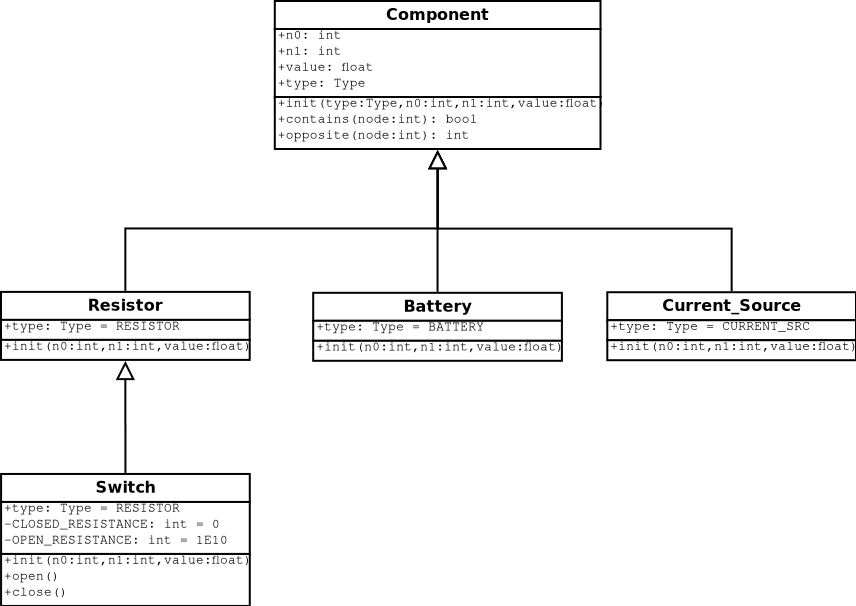 Component
+n0: int
+n1: int
+value: float
+type: Type
+init(type:Type,n0:int,n1:int,value:float)
+contains(node:int): bool
+opposite(node:int): int
Resistor
+type: Type = RESISTOR
+init(n0:int,n1:int,value:float)
Battery
+type: Type = BATTERY
+init(n0:int,n1:int,value:float)
Current_Source
+type: Type = CURRENT_SRC
+init(n0:int,n1:int,value:float)
Switch
+type: Type = RESISTOR
-CLOSED_RESISTANCE: int = 0
-OPEN_RESISTANCE: int = 1E10
+init(n0:int,n1:int,value:float)
+open()
+close()